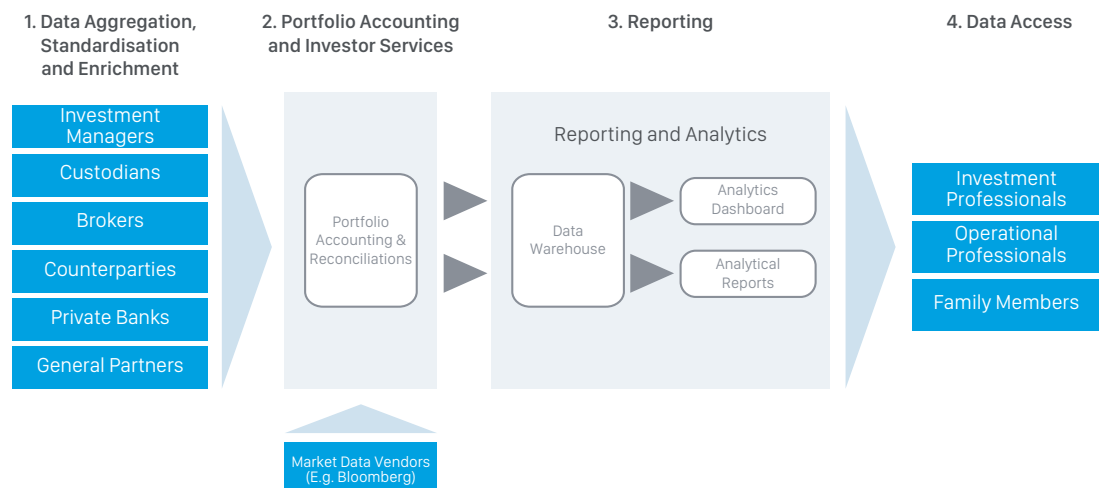 1. Data Aggregation,
Standardisation
and Enrichment
2. Portfolio Accounting
and Investor Services
3. Reporting
4. Data Access
Investment
Managers
Custodians
Brokers
Counterparties
Private Banks
General Partners
Portfolio
Accounting &
Reconciliations
Market Data Vendors
(E.g. Bloomberg)
Reporting and Analytics
Data
Warehouse
Analytics
Dashboard
Analytical
Reports
Investment
Professionals
Operational
Professionals
Family Members